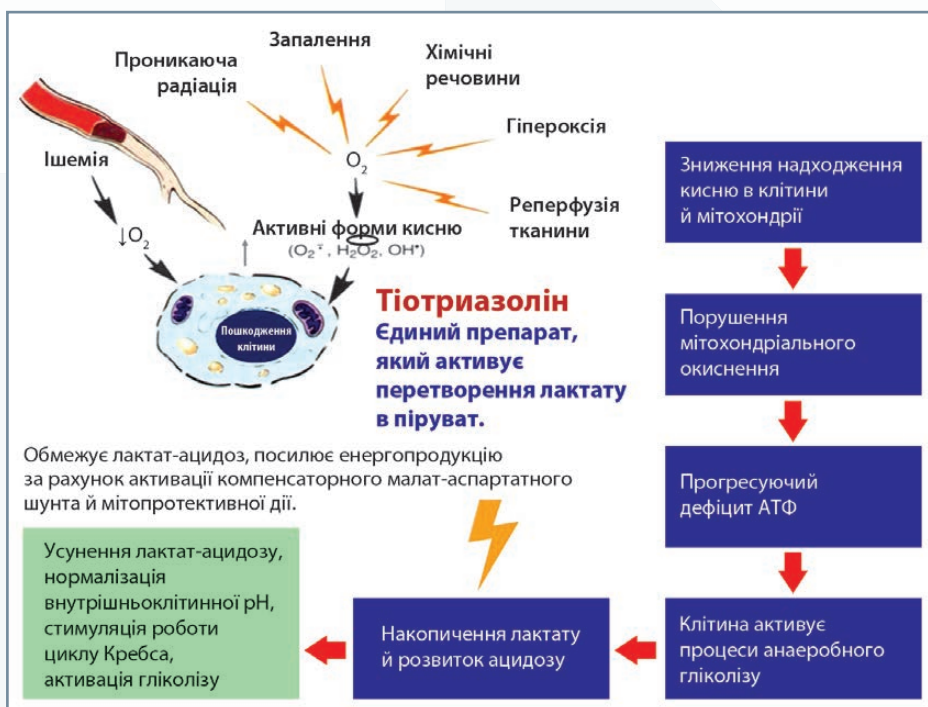 Запалення
Проникаюча
радіація
Хімічні
речовини
Гіпероксія
Ішемія
O₂
Реперфузія
тканини
↓O₂
Активні форми кисню
(O₂⁻, H₂O₂, OH•)
Пошкодження
клітини
Тіотриазолін
Єдиний препарат,
який активує
перетворення лактату
в піруват.
Обмежує лактат-ацидоз, посилює енергопродукцію
за рахунок активації компенсаторного малат-аспартатного
шунта й мітопротективної дії.
Зниження надходження
кисню в клітини
й мітохондрії
Порушення
мітохондріального
окиснення
Прогресуючий
дефіцит АТФ
Клітина активує
процеси анаеробного
гліколізу
Накопичення лактату
й розвиток ацидозу
Усунення лактат-ацидозу,
нормалізація
внутрішньоклітинної рН,
стимуляція роботи
циклу Кребса,
активація гліколізу